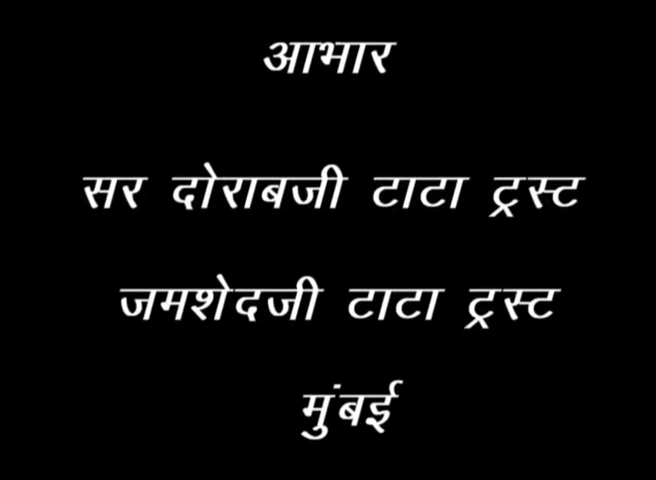 आभार
सर दोराबजी टाटा ट्रस्ट
जमशेदजी टाटा ट्रस्ट
मुंबई